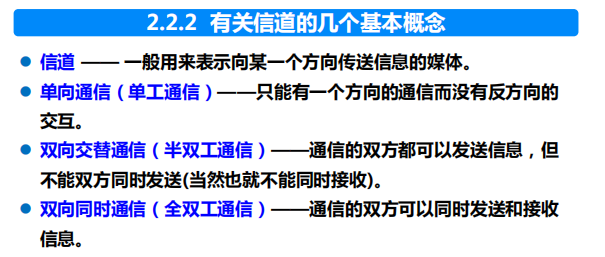 2.2.2 有关信道的几个基本概念
● 信道 —— 一般用来表示向某一个方向传送信息的媒体。
● 单向通信（单工通信）——只能有一个方向的通信而没有反方向的
交互。
● 双向交替通信（半双工通信）——通信的双方都可以发送信息，但
不能双方同时发送(当然也就不能同时接收)。
● 双向同时通信（全双工通信）——通信的双方可以同时发送和接收
信息。